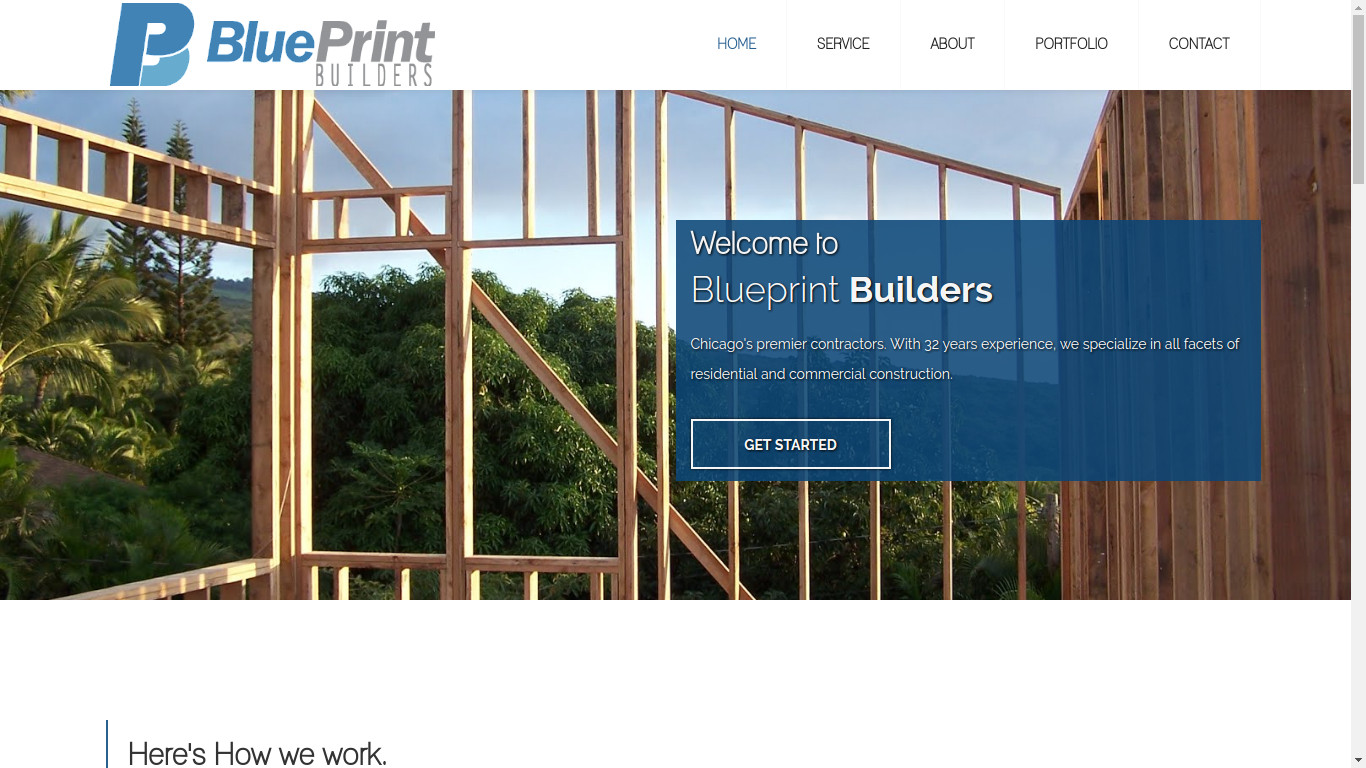 BluePrint
BUILDERS
HOME
SERVICE
ABOUT
PORTFOLIO
CONTACT
Welcome to
Blueprint Builders
Chicago's premier contractors. With 32 years experience, we specialize in all facets of
residential and commercial construction.
GET STARTED
Here's How we work.